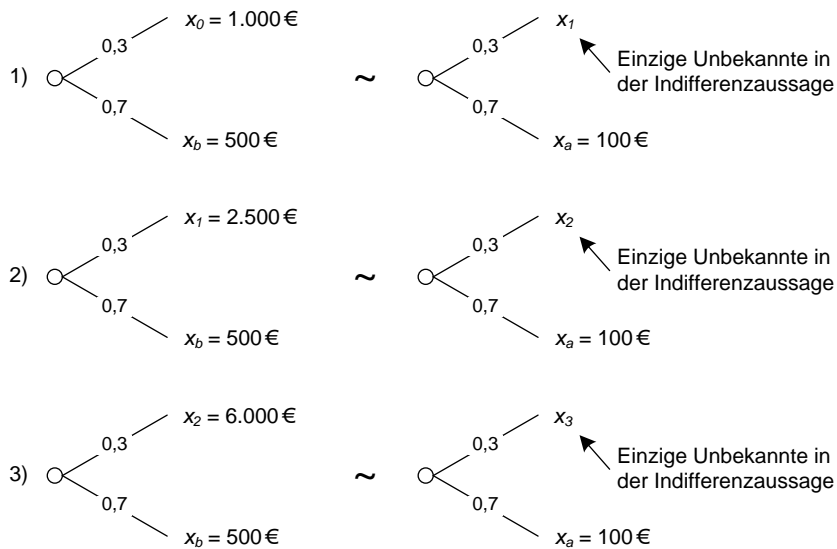 x0 = 1.000 €
x1
0,3
0,3
Einzige Unbekannte in
der Indifferenzaussage
1)
~
0,7
0,7
xb = 500 €
xa = 100 €
x1 = 2.500 €
x2
0,3
0,3
Einzige Unbekannte in
der Indifferenzaussage
2)
~
0,7
0,7
xb = 500 €
xa = 100 €
x2 = 6.000 €
x3
0,3
0,3
Einzige Unbekannte in
der Indifferenzaussage
3)
~
0,7
0,7
xb = 500 €
xa = 100 €